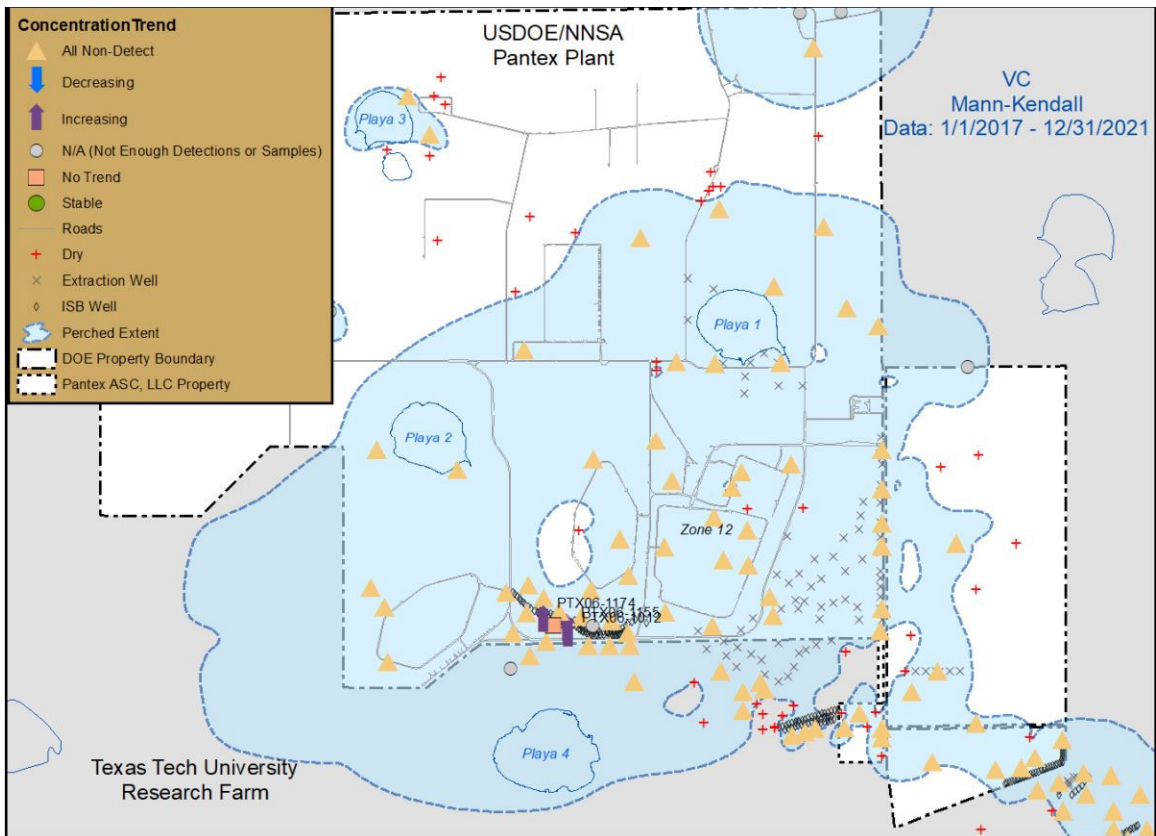 Concentration Trend
All Non-Detect
Decreasing
Increasing
N/A (Not Enough Detections or Samples)
No Trend
Stable
Roads
Dry
Extraction Well
ISB Well
Perched Extent
DOE Property Boundary
Pantex ASC, LLC Property
USDOE/NNSA
Pantex Plant
VC
Mann-Kendall
Data: 1/1/2017 - 12/31/2021
Playa 3
Playa 1
Playa 2
Zone 12
PTX06-1174
PTX06-1155
PTX06-1012
Playa 4
Texas Tech University
Research Farm